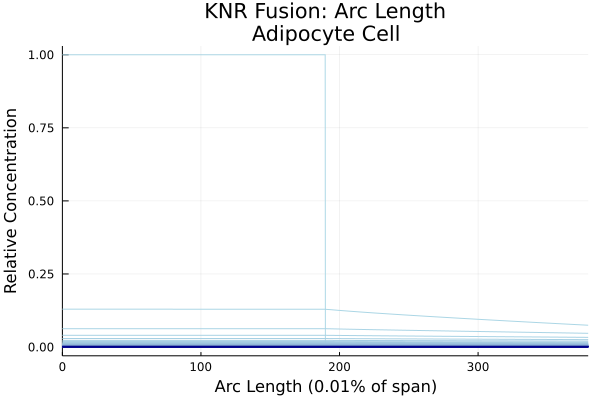 KNR Fusion: Arc Length
Adipocyte Cell
Relative Concentration
1.00
0.75
0.50
0.25
0.00
0 100 200 300
Arc Length (0.01% of span)